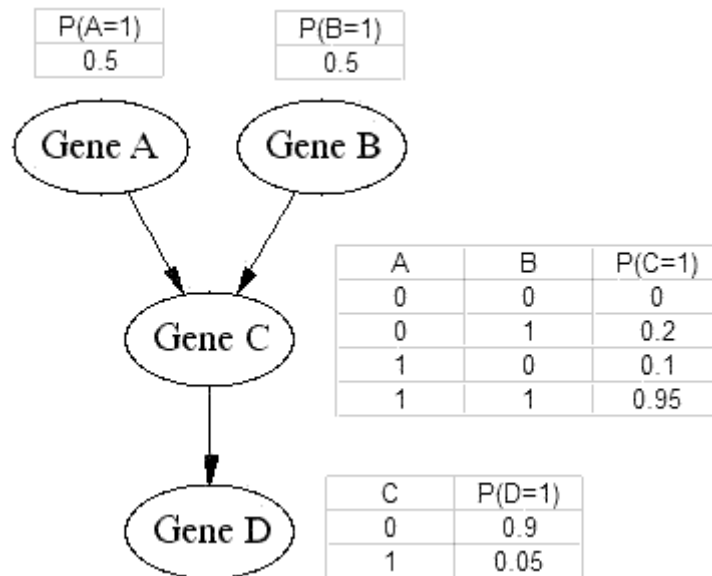 P(A=1) P(B=1)
0.5 0.5
Gene A Gene B
A B P(C=1)
0 0 0
0 1 0.2
1 0 0.1
1 1 0.95
Gene C
C P(D=1)
0 0.9
1 0.05
Gene D